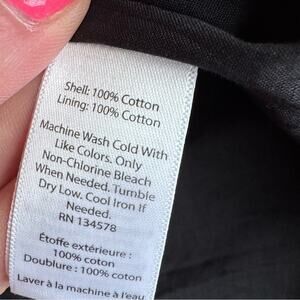 Shell: 100% Cotton
Lining: 100% Cotton
Machine Wash Cold With
Like Colors. Only
Non-Chlorine Bleach
When Needed. Tumble
Dry Low. Cool Iron If
Needed.
RN 134578
Étoffe extérieure :
100% coton
Doublure : 100% coton
Laver à la machine à l'eau